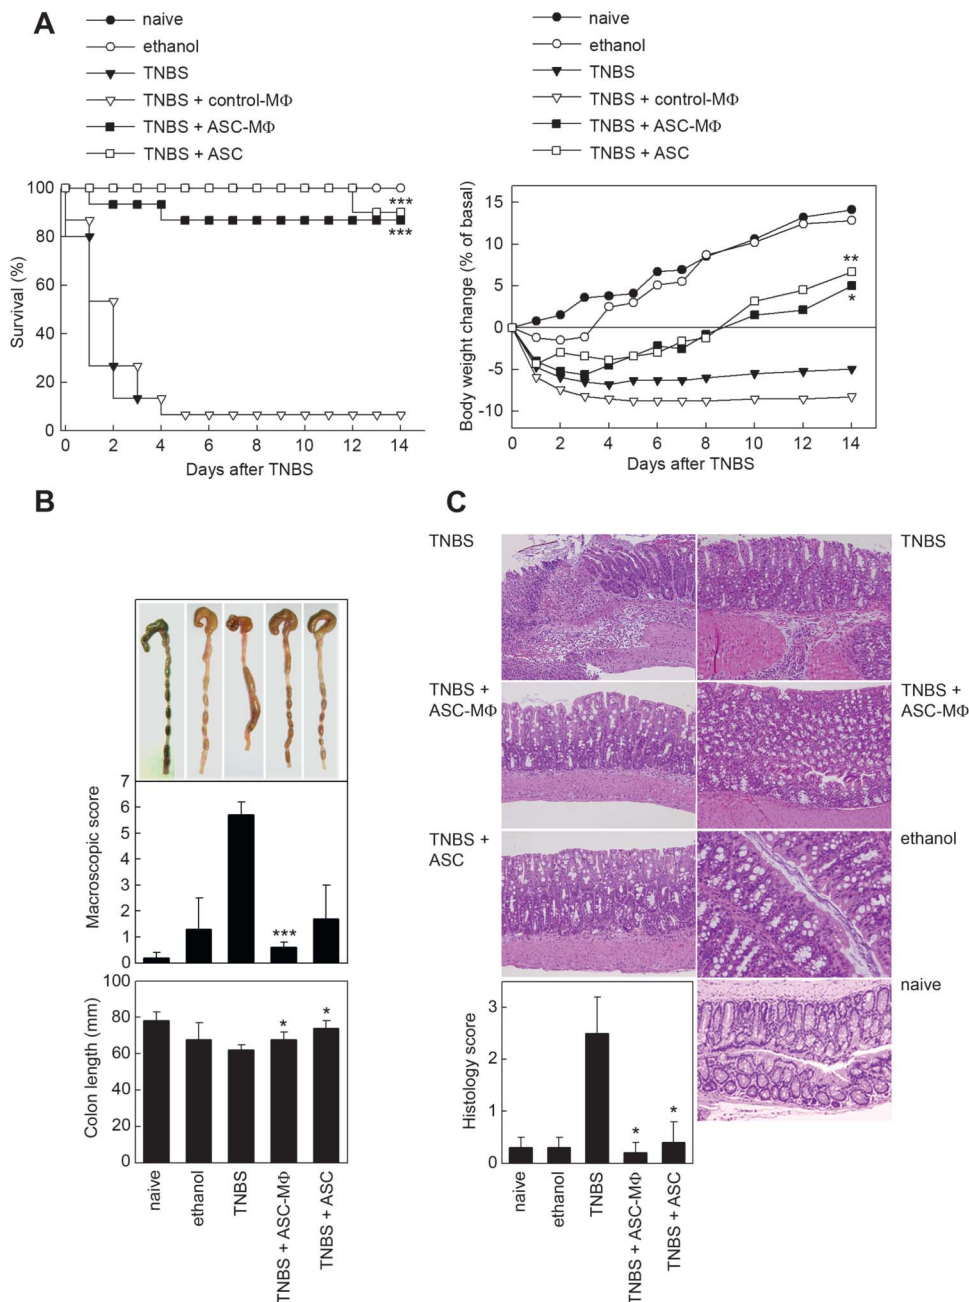 A
naive
ethanol
TNBS
TNBS + control-MΦ
TNBS + ASC-MΦ
TNBS + ASC
Survival (%)
100
80
60
40
20
0
***
***
0 2 4 6 8 10 12 14
Days after TNBS
naive
ethanol
TNBS
TNBS + control-MΦ
TNBS + ASC-MΦ
TNBS + ASC
Body weight change (% of basal)
15
10
5
0
-5
-10
**
*
0 2 4 6 8 10 12 14
Days after TNBS
B
Macroscopic score
7
6
5
4
3
2
1
0
***
Colon length (mm)
100
80
60
40
20
0
*
*
naive
ethanol
TNBS
TNBS + ASC-MΦ
TNBS + ASC
C
TNBS
TNBS
TNBS +
ASC-MΦ
TNBS +
ASC-MΦ
TNBS +
ASC
ethanol
naive
Histology score
3
2
1
0
*
*
naive
ethanol
TNBS
TNBS + ASC-MΦ
TNBS + ASC